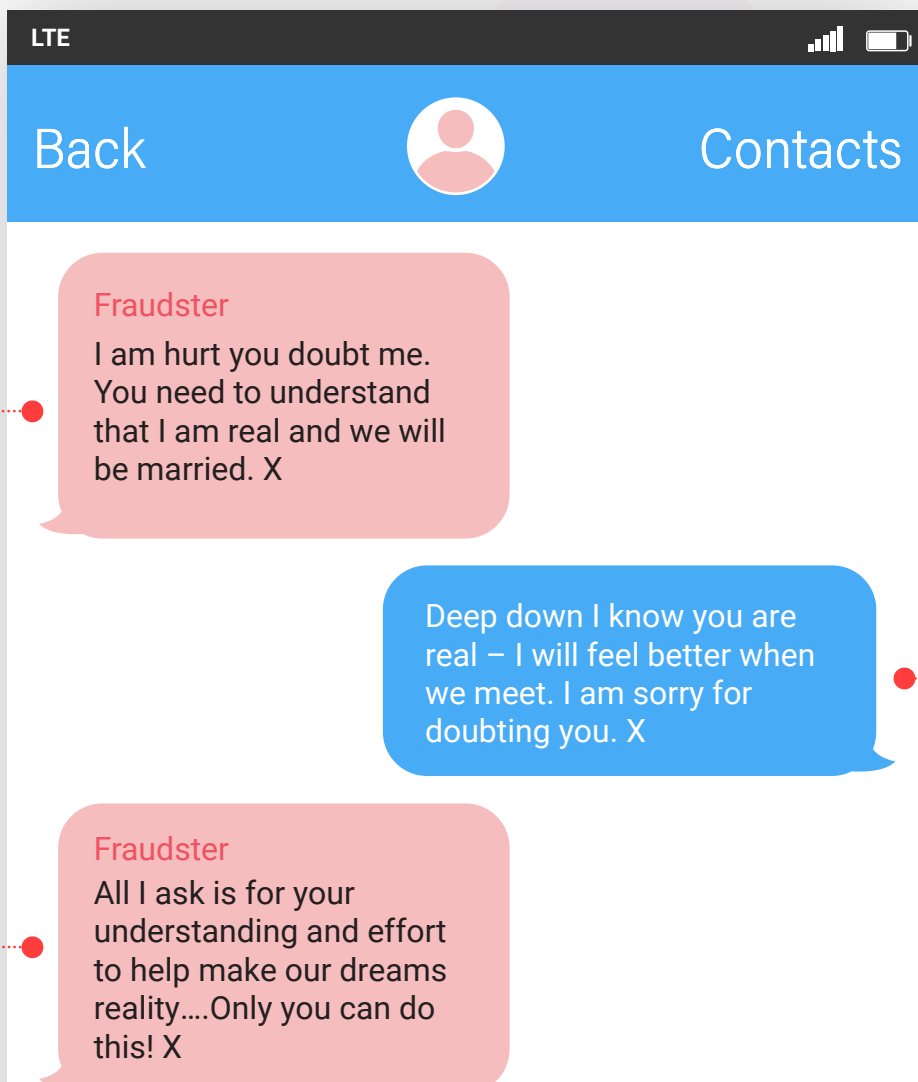 LTE
Back Contacts
Fraudster
I am hurt you doubt me.
You need to understand
that I am real and we will
be married. X
Deep down I know you are
real – I will feel better when
we meet. I am sorry for
doubting you. X
Fraudster
All I ask is for your
understanding and effort
to help make our dreams
reality....Only you can do
this! X